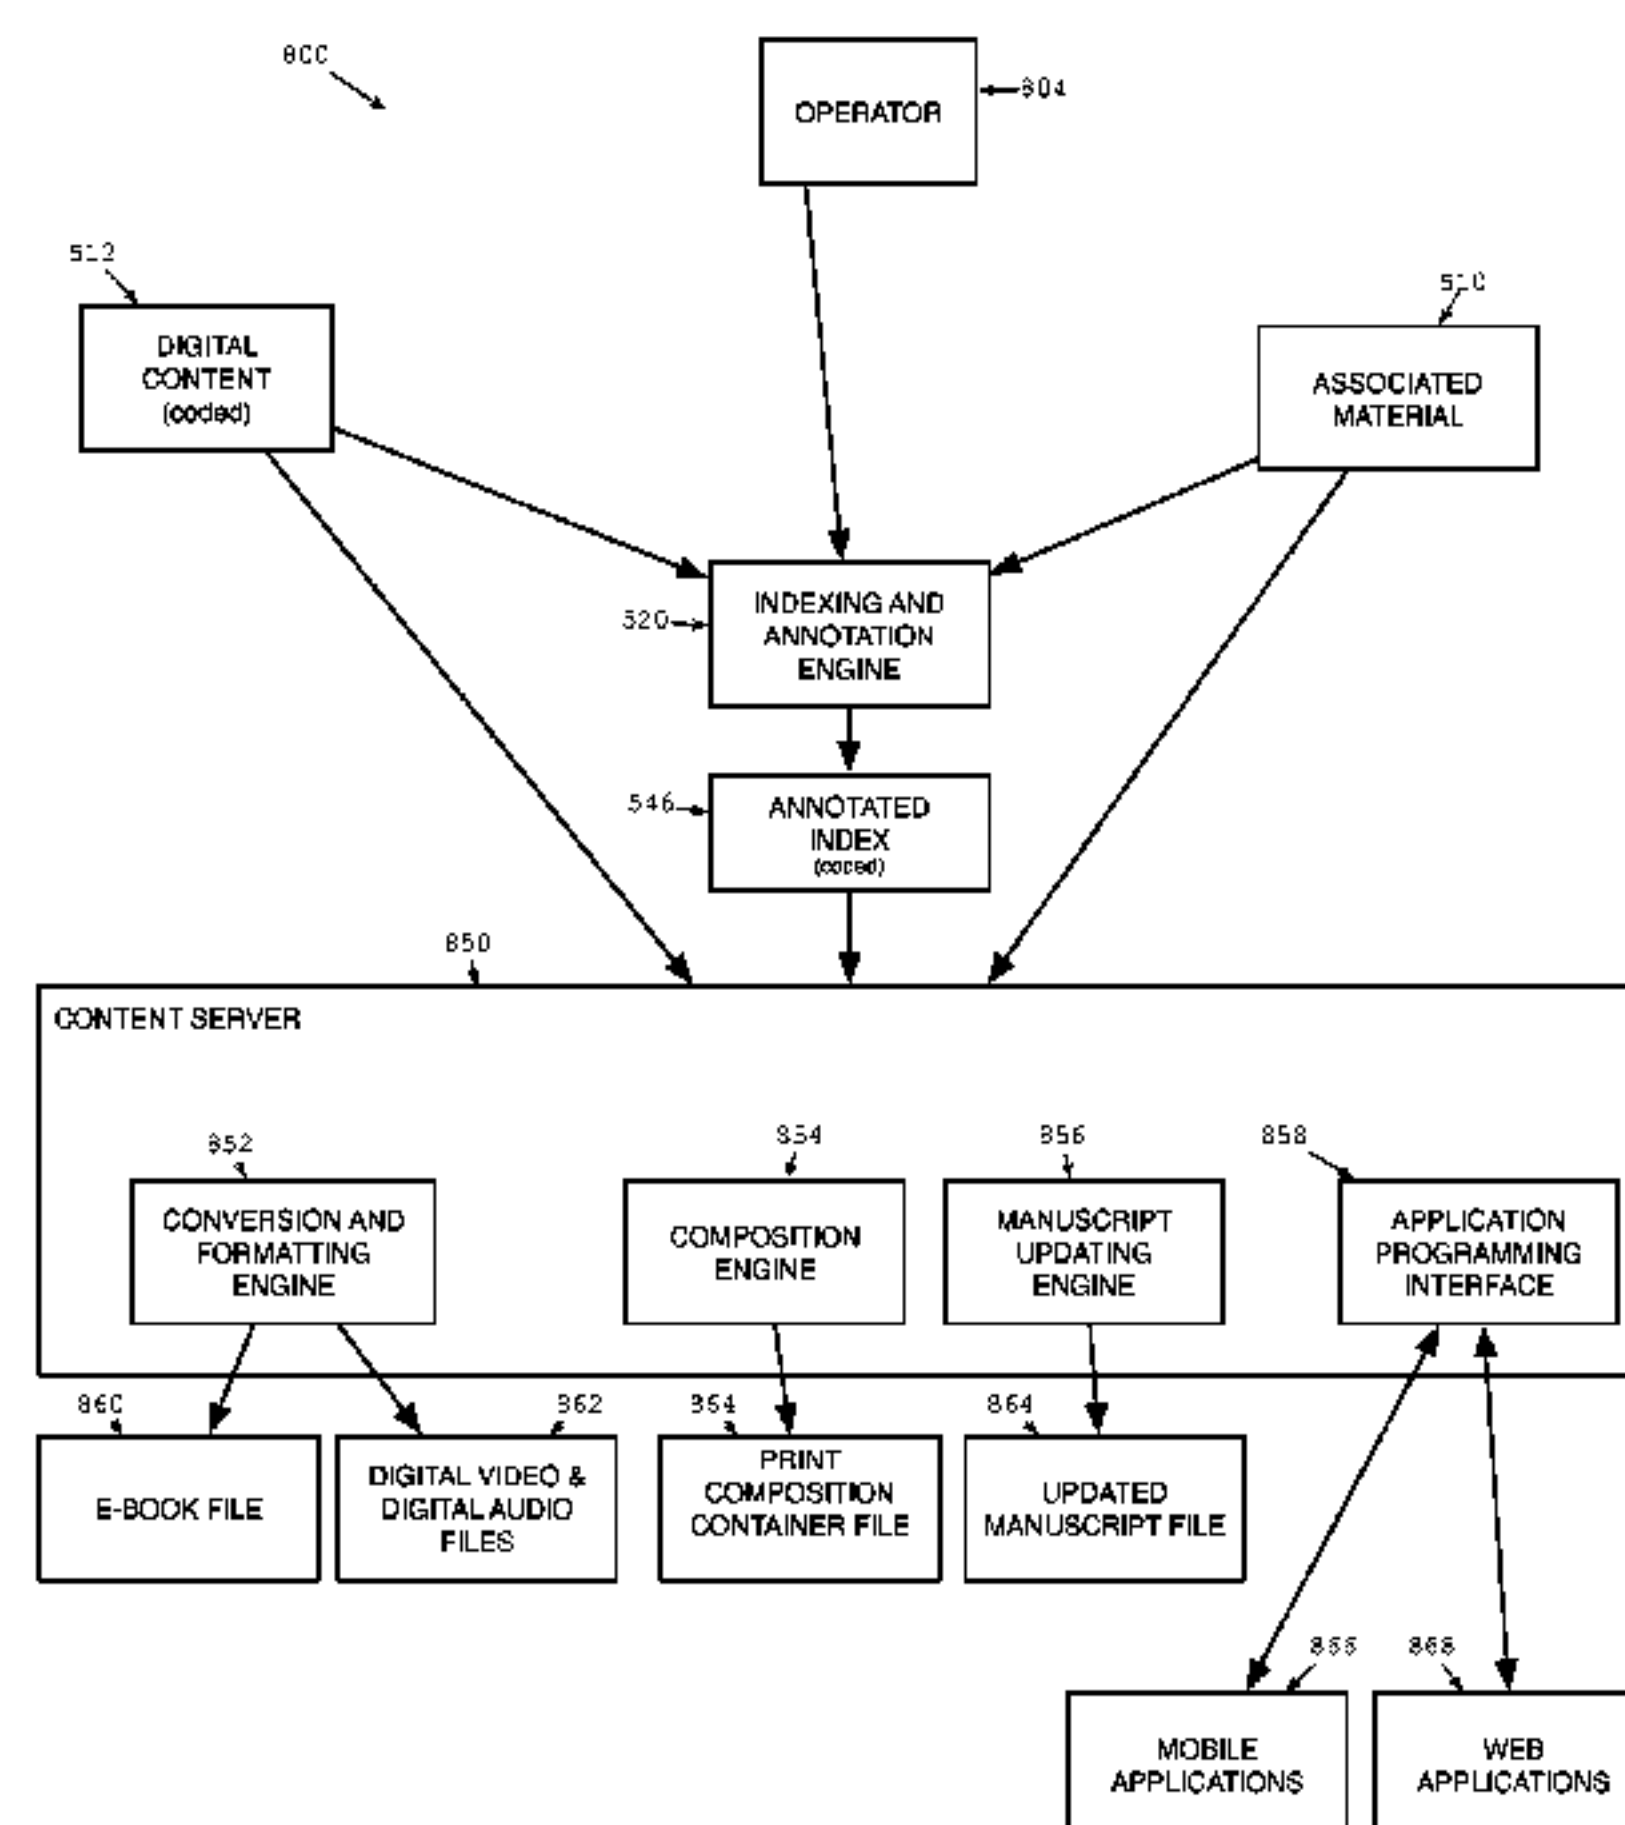 800
OPERATOR
804
512
DIGITAL
CONTENT
(coded)
510
ASSOCIATED
MATERIAL
520
INDEXING AND
ANNOTATION
ENGINE
546
ANNOTATED
INDEX
(coded)
850
CONTENT SERVER
852
CONVERSION AND
FORMATTING
ENGINE
854
COMPOSITION
ENGINE
856
MANUSCRIPT
UPDATING
ENGINE
858
APPLICATION
PROGRAMMING
INTERFACE
860
E-BOOK FILE
862
DIGITAL VIDEO &
DIGITAL AUDIO
FILES
864
PRINT
COMPOSITION
CONTAINER FILE
864
UPDATED
MANUSCRIPT FILE
MOBILE
APPLICATIONS
868
WEB
APPLICATIONS